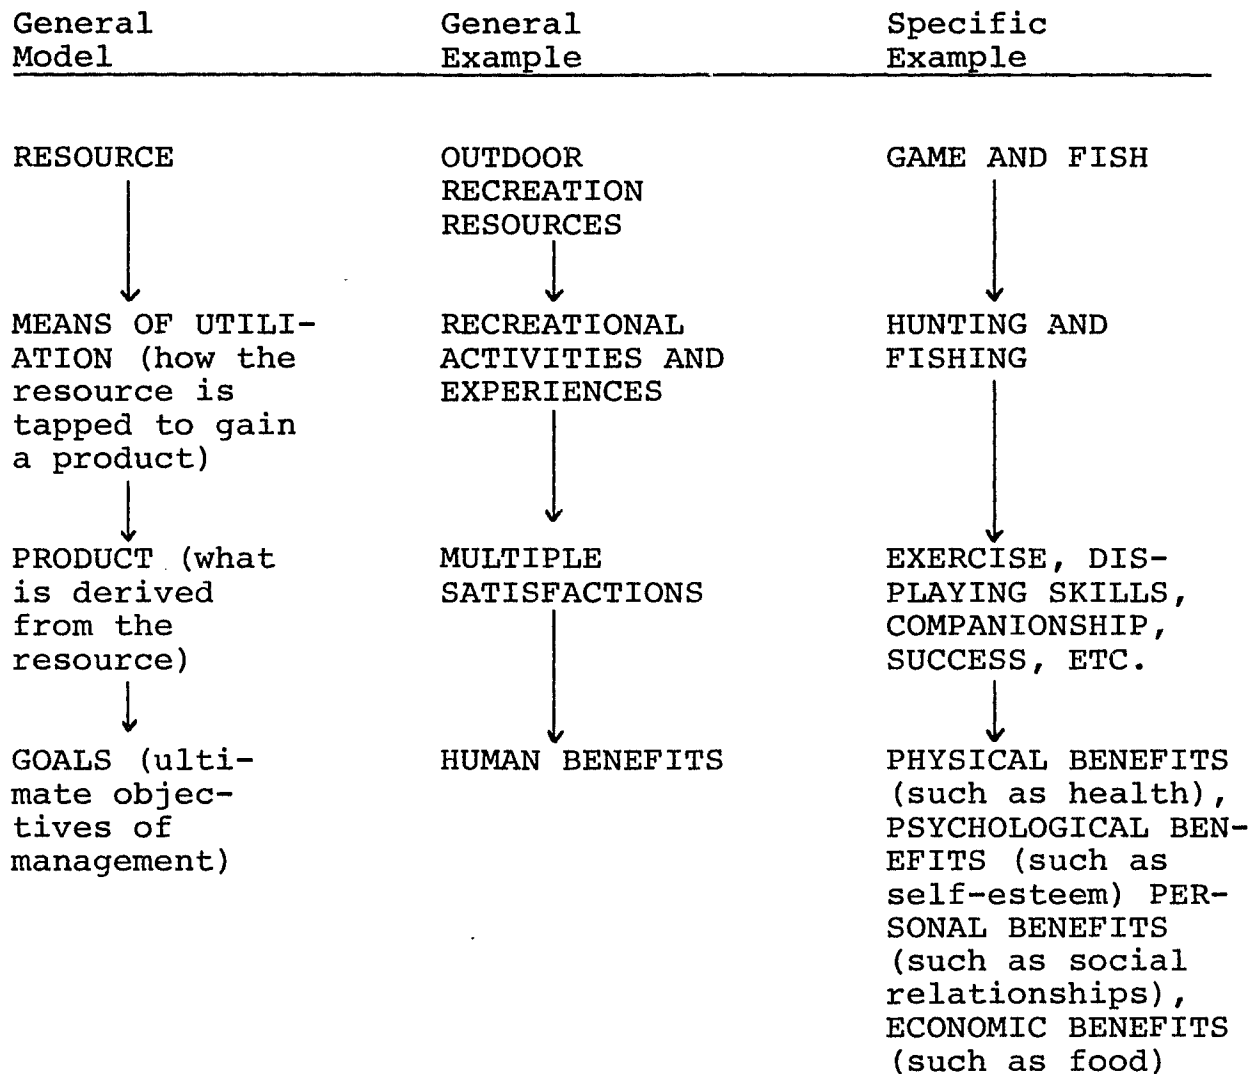 General General Specific
Model Example Example
RESOURCE OUTDOOR GAME AND FISH
RECREATION
RESOURCES
MEANS OF UTILI- RECREATIONAL HUNTING AND
ATION (how the ACTIVITIES AND FISHING
resource is EXPERIENCES
tapped to gain
a product)
PRODUCT (what MULTIPLE EXERCISE, DIS-
is derived SATISFACTIONS PLAYING SKILLS,
from the COMPANIONSHIP,
resource) SUCCESS, ETC.
GOALS (ulti- HUMAN BENEFITS PHYSICAL BENEFITS
mate objec- (such as health),
tives of PSYCHOLOGICAL BEN-
management) EFITS (such as
self-esteem) PER-
SONAL BENEFITS
(such as social
relationships),
ECONOMIC BENEFITS
(such as food)